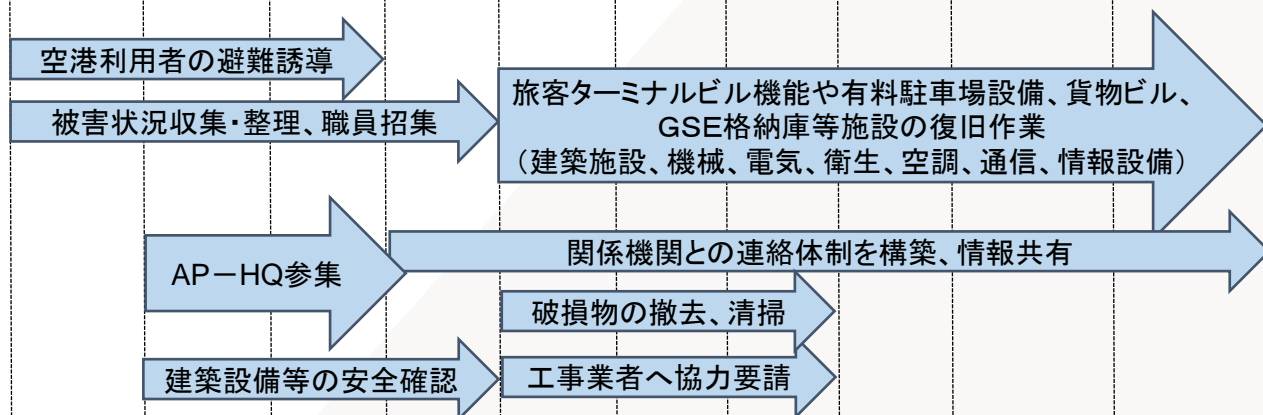 空港利用者の避難誘導
被害状況収集・整理、職員招集
旅客ターミナルビル機能や有料駐車場設備、貨物ビル、
GSE格納庫等施設の復旧作業
（建築施設、機械、電気、衛生、空調、通信、情報設備）
AP－HQ参集
関係機関との連絡体制を構築、情報共有
破損物の撤去、清掃
建築設備等の安全確認
工事業者へ協力要請